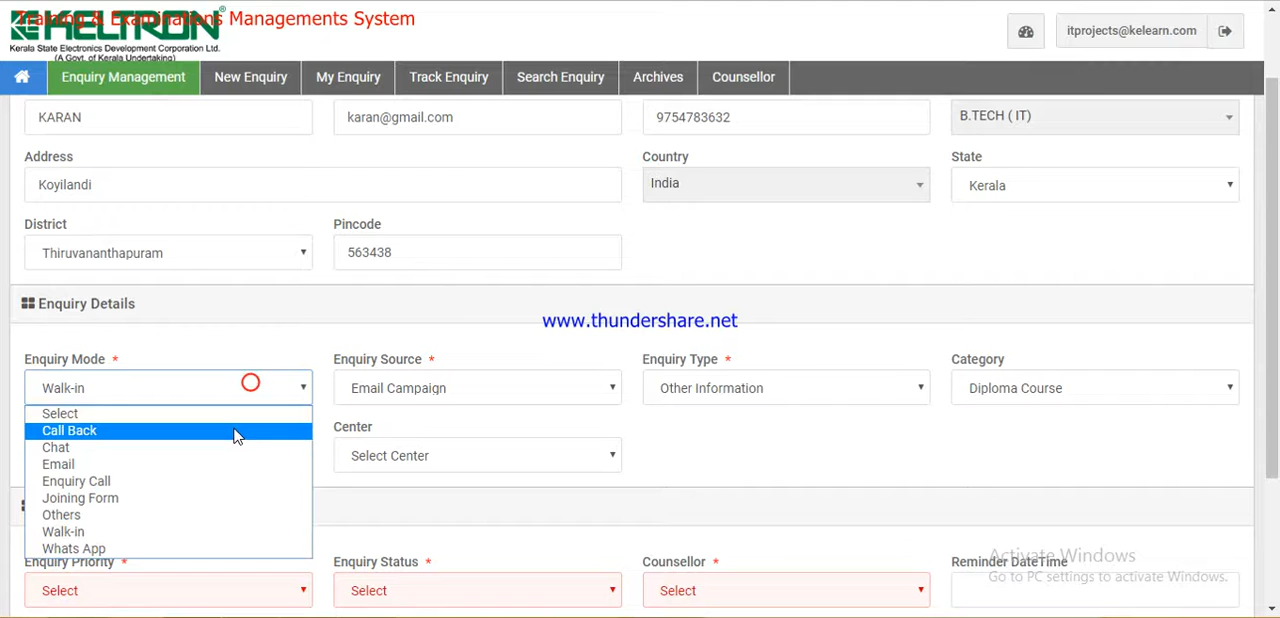 Training & Examinations Managements System
KELTRON®
Kerala State Electronics Development Corporation Ltd.
(A Govt. of Kerala Undertaking)
itprojects@kelearn.com
Enquiry Management
New Enquiry
My Enquiry
Track Enquiry
Search Enquiry
Archives
Counsellor
KARAN
karan@gmail.com
9754783632
B.TECH ( IT)
Address
Country
State
Koyilandi
India
Kerala
District
Pincode
Thiruvananthapuram
563438
Enquiry Details
www.thundershare.net
Enquiry Mode *
Enquiry Source *
Enquiry Type *
Category
Walk-in
Email Campaign
Other Information
Diploma Course
Select
Call Back
Chat
Email
Enquiry Call
Joining Form
Others
Walk-in
Whats App
Center
Select Center
Enquiry Priority *
Enquiry Status *
Counsellor *
Reminder DateTime
Select
Select
Select
Activate Windows
Go to PC settings to activate Windows.